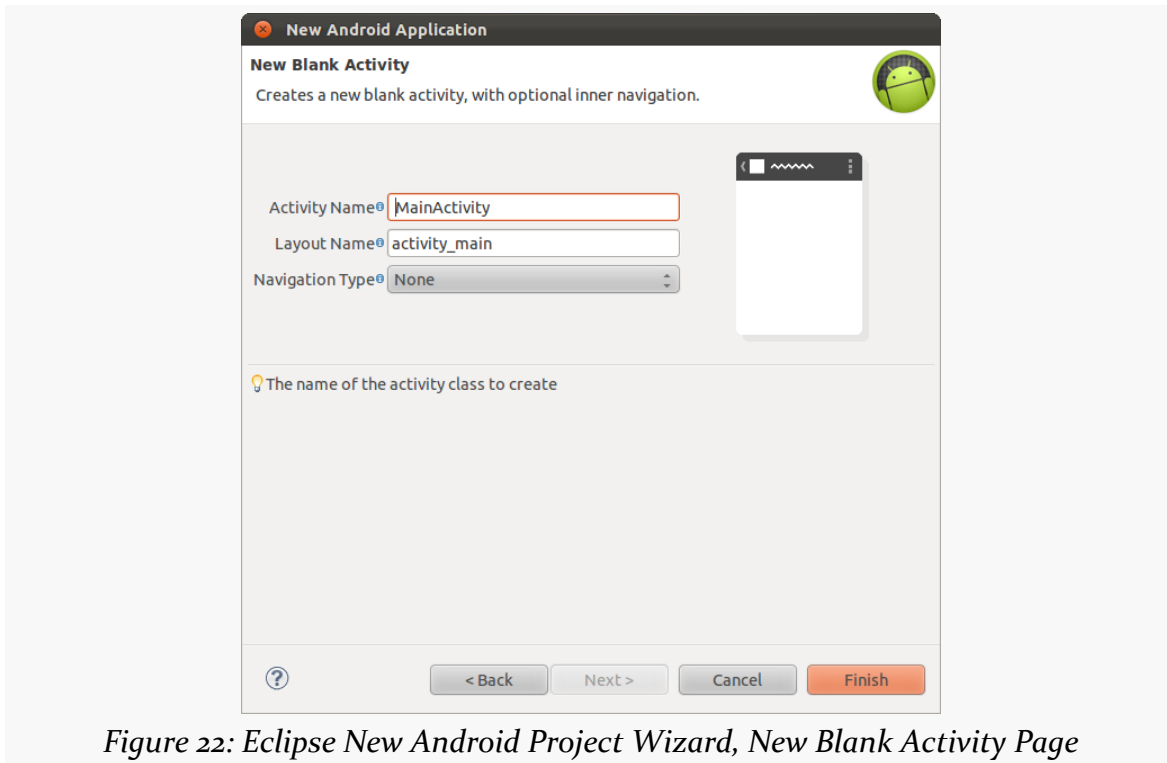 New Android Application
New Blank Activity
Creates a new blank activity, with optional inner navigation.
Activity Name MainActivity
Layout Name activity_main
Navigation Type None
The name of the activity class to create
?
< Back Next > Cancel Finish
Figure 22: Eclipse New Android Project Wizard, New Blank Activity Page